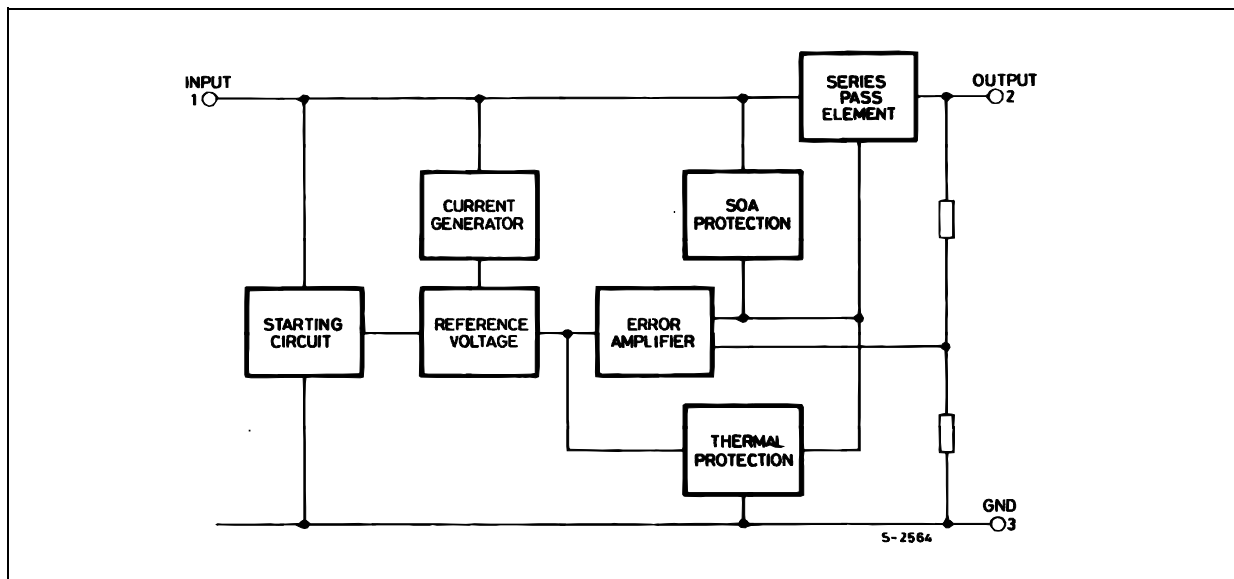 INPUT
1
SERIES
PASS
ELEMENT
OUTPUT
2
CURRENT
GENERATOR
SOA
PROTECTION
STARTING
CIRCUIT
REFERENCE
VOLTAGE
ERROR
AMPLIFIER
THERMAL
PROTECTION
GND
3
S-2564